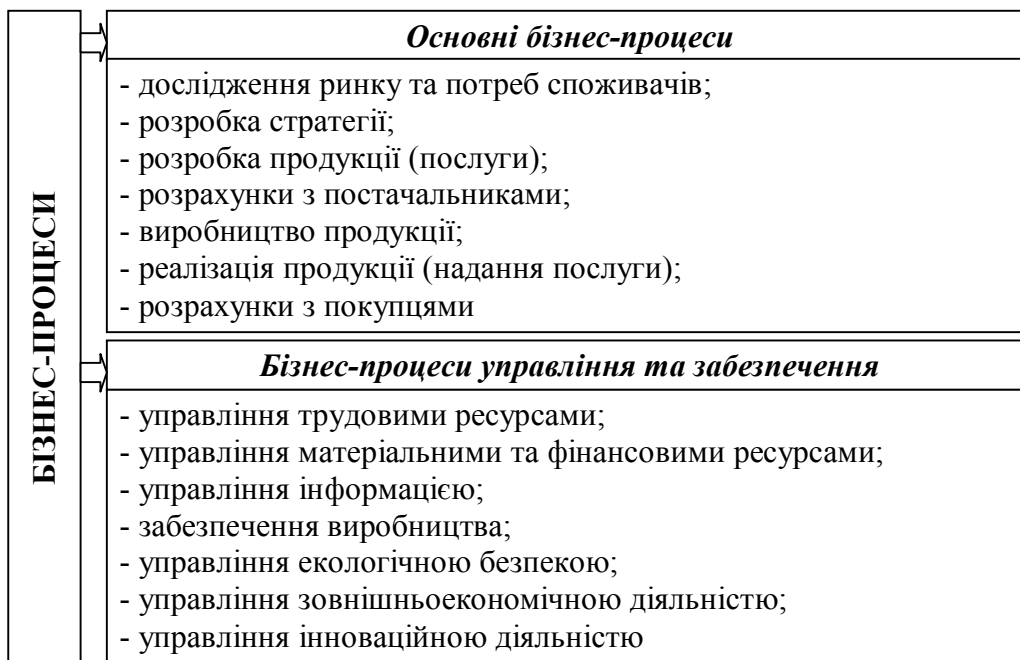 БІЗНЕС-ПРОЦЕСИ
Основні бізнес-процеси
- дослідження ринку та потреб споживачів;
- розробка стратегії;
- розробка продукції (послуги);
- розрахунки з постачальниками;
- виробництво продукції;
- реалізація продукції (надання послуги);
- розрахунки з покупцями
Бізнес-процеси управління та забезпечення
- управління трудовими ресурсами;
- управління матеріальними та фінансовими ресурсами;
- управління інформацією;
- забезпечення виробництва;
- управління екологічною безпекою;
- управління зовнішньоекономічною діяльністю;
- управління інноваційною діяльністю